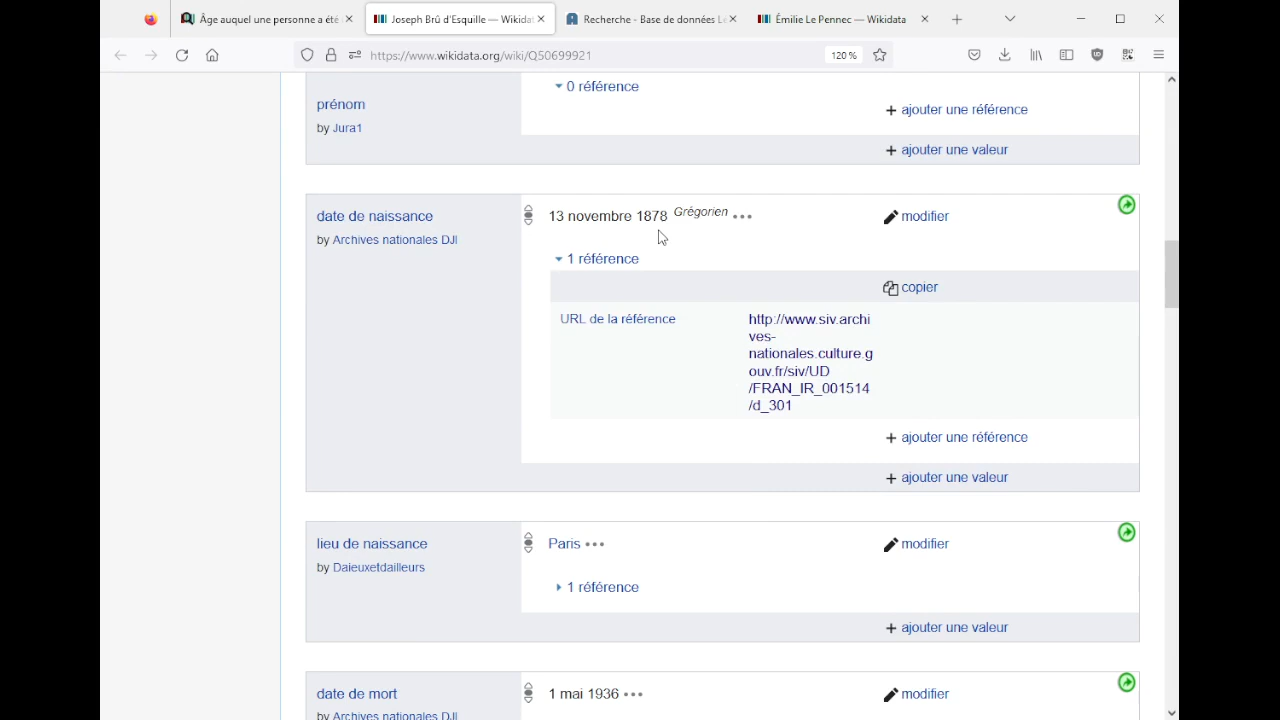 Âge auquel une personne a été
Joseph Brû d'Esquille — Wikida
Recherche - Base de données L
Émilie Le Pennec — Wikidata
https://www.wikidata.org/wiki/Q50699921
120 %
0 référence
prénom
by Jura1
ajouter une référence
ajouter une valeur
date de naissance
by Archives nationales DJI
13 novembre 1878 Grégorien
modifier
1 référence
copier
URL de la référence
http://www.siv.archi
ves-
nationales.culture.g
ouv.fr/siv/UD
/FRAN_IR_001514
/d_301
ajouter une référence
ajouter une valeur
lieu de naissance
by Daieuxetdailleurs
Paris
modifier
1 référence
ajouter une valeur
date de mort
by Archives nationales DJI
1 mai 1936
modifier